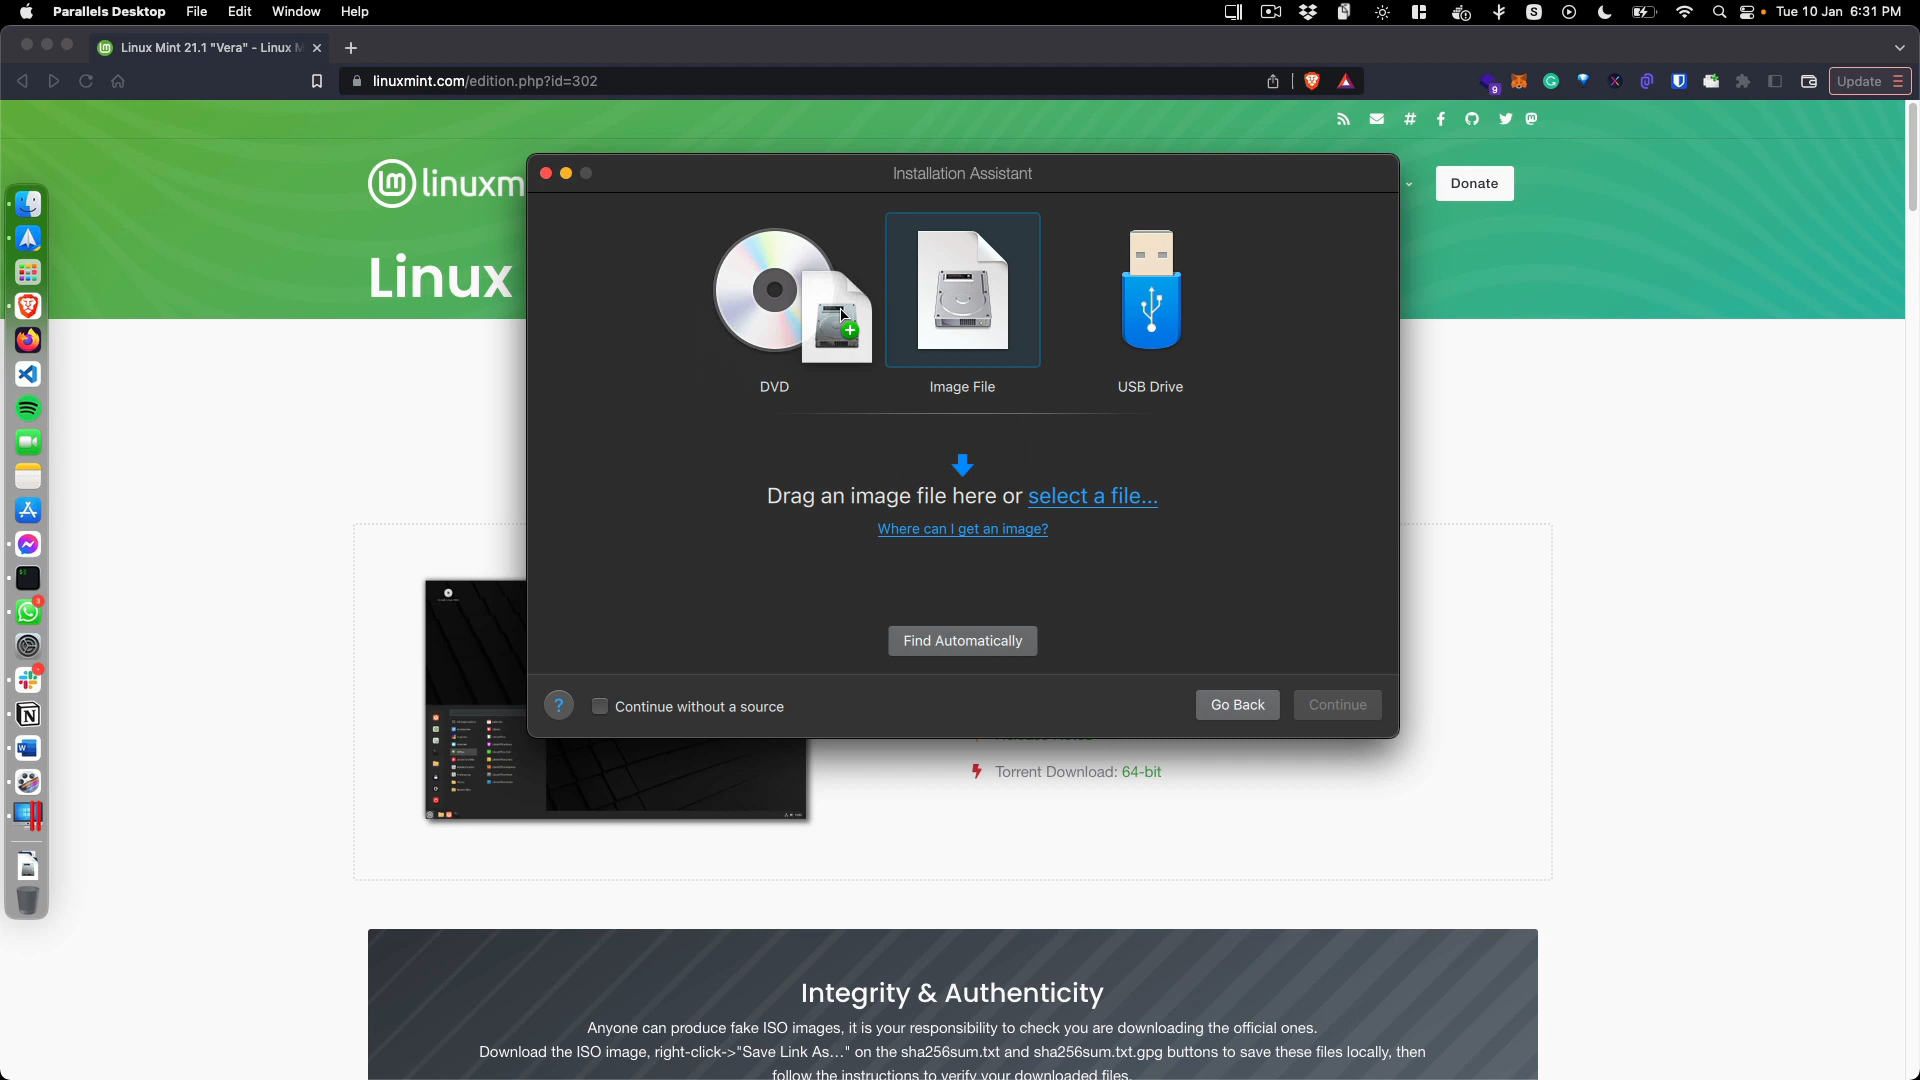 Parallels Desktop File Edit Window Help
Tue 10 Jan 6:31 PM
Linux Mint 21.1 "Vera" - Linux M
linuxmint.com/edition.php?id=302
9
Update
linuxm
Donate
Linux
Installation Assistant
DVD
Image File
USB Drive
Drag an image file here or select a file...
Where can I get an image?
Find Automatically
? Continue without a source
Go Back
Continue
3
Torrent Download: 64-bit
Integrity & Authenticity
Anyone can produce fake ISO images, it is your responsibility to check you are downloading the official ones.
Download the ISO image, right-click->"Save Link As..." on the sha256sum.txt and sha256sum.txt.gpg buttons to save these files locally, then
follow the instructions to verify your downloaded files.